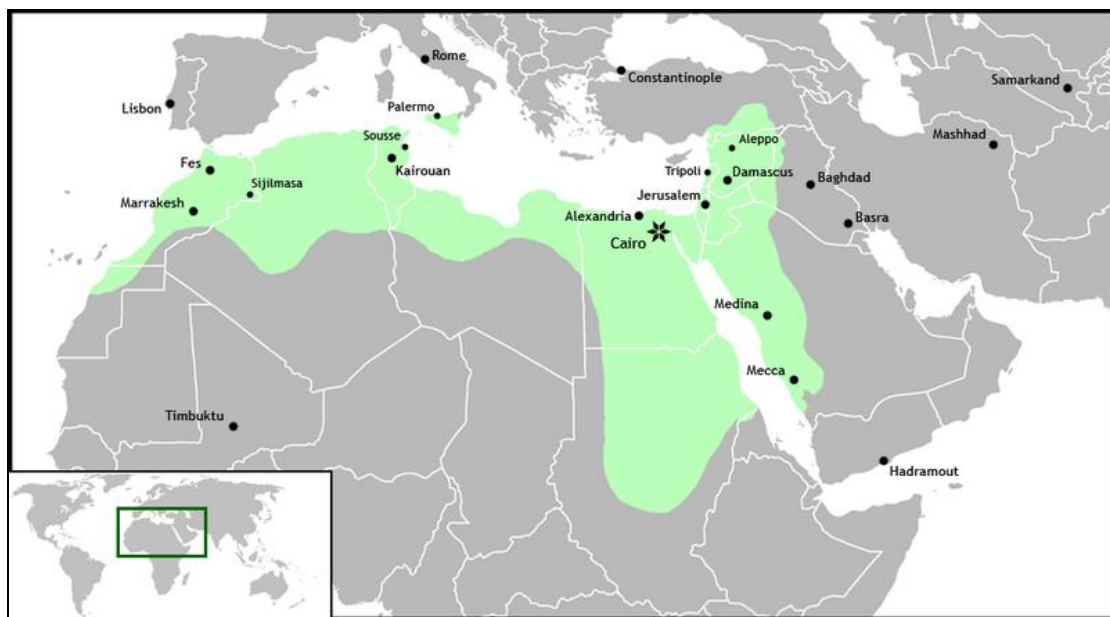 Rome
Constantinople
Samarkand
Lisbon
Palermo
Mashhad
Sousse
Aleppo
Fes
Kairouan
Tripoli
Damascus
Sijilmasa
Baghdad
Marrakesh
Jerusalem
Alexandria
Basra
Cairo
Medina
Mecca
Timbuktu
Hadramout